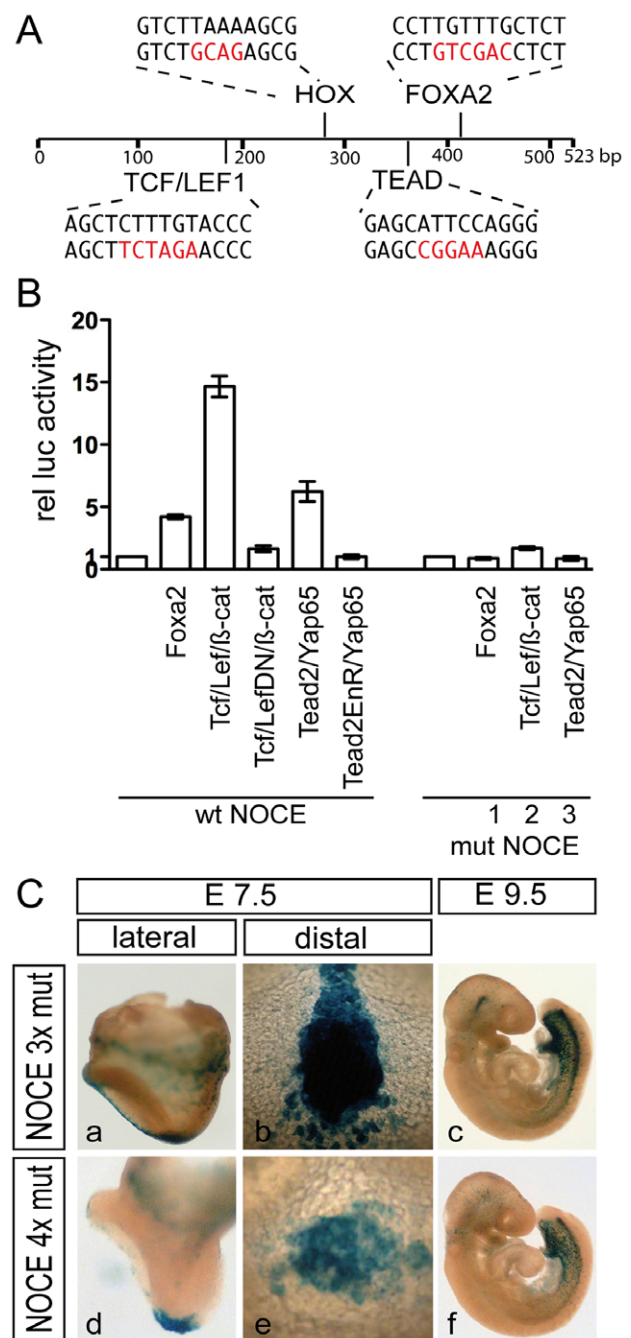 A
GTCTTAAAAGCG
GTCTGCAGAGCG
CCTTGTTTGCTCT
CCTGTCGACCTCT
HOX
FOXA2
0 100 200 300 400 500 523 bp
TCF/LEF1
TEAD
AGCTCTTTGTACCC
AGCTTCTAGAACCC
GAGCATTCCAGGG
GAGCCGGAAAGGG
B
rel luc activity
20
15
10
5
1
0
Foxa2
Tcf/Lef/ß-cat
Tcf/LefDN/ß-cat
Tead2/Yap65
Tead2EnR/Yap65
Foxa2
Tcf/Lef/ß-cat
Tead2/Yap65
wt NOCE
1 2 3
mut NOCE
C
E 7.5
E 9.5
lateral
distal
NOCE 3x mut
a
b
c
NOCE 4x mut
d
e
f